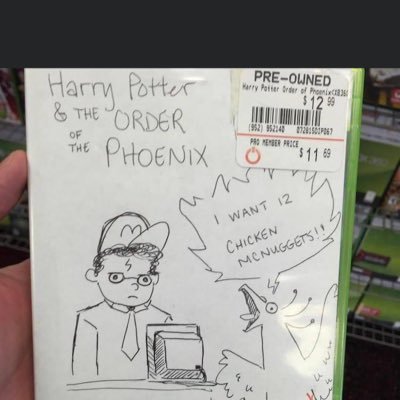 Harry Potter
& THE ORDER
OF THE PHOENIX
PRE-OWNED
Harry Potter Order of Phoenix
$12 99
PRO MEMBER PRICE
$11 69
I WANT 12
CHICKEN
MCNUGGETS!!
M